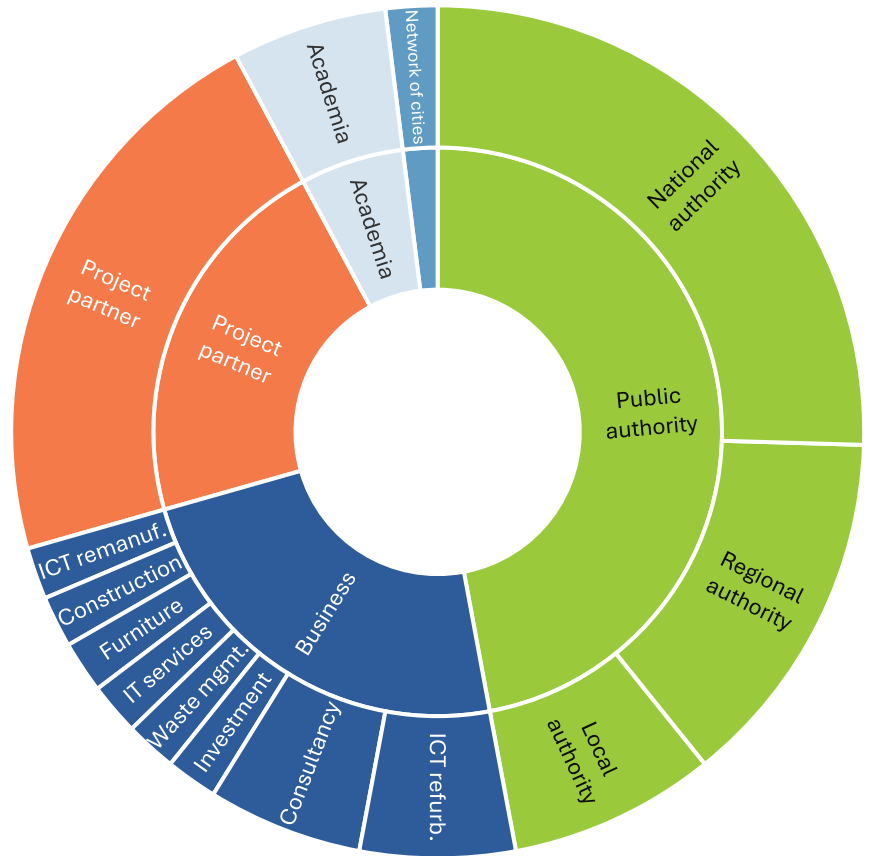 Network of cities
Academia
Academia
National
authority
Project
partner
Project
partner
Public
authority
Regional
authority
Local
authority
Business
ICT remanuf.
Construction
Furniture
IT services
Waste mgmt.
Investment
Consultancy
ICT refurb.